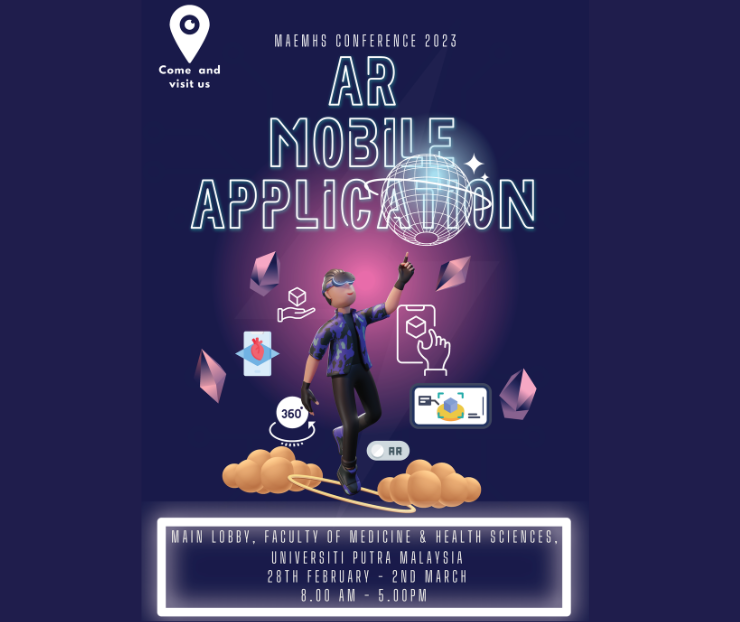 Come and
visit us
MAEMHS CONFERENCE 2023
AR
MOBILE
APPLICATION
360°
AR
MAIN LOBBY, FACULTY OF MEDICINE & HEALTH SCIENCES,
UNIVERSITI PUTRA MALAYSIA
28TH FEBRUARY - 2ND MARCH
8.00 AM - 5.00PM